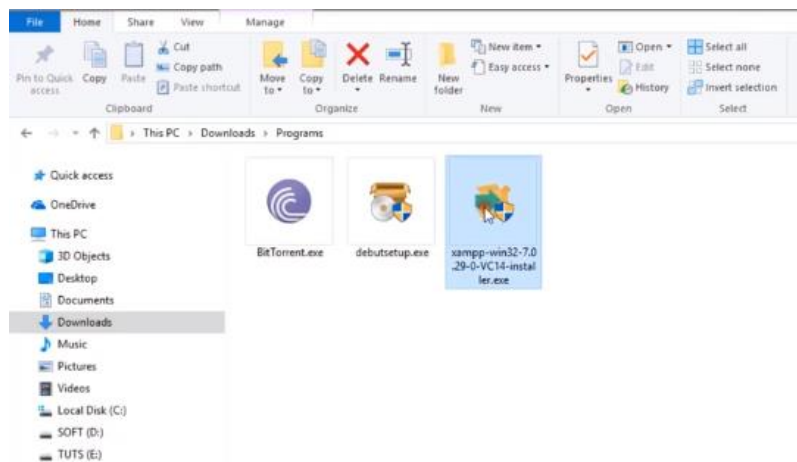 File Home Share View Manage
Pin to Quick access
Copy
Paste
Cut
Copy path
Paste shortcut
Clipboard
Move to
Copy to
Delete
Rename
Organize
New folder
New item
Easy access
New
Properties
Open
Edit
History
Open
Select all
Select none
Invert selection
Select
This PC > Downloads > Programs
Quick access
OneDrive
This PC
3D Objects
Desktop
Documents
Downloads
Music
Pictures
Videos
Local Disk (C:)
SOFT (D:)
TUTS (E:)
BitTorrent.exe
debutsetup.exe
xampp-win32-7.0
.29-0-VC14-instal
ler.exe